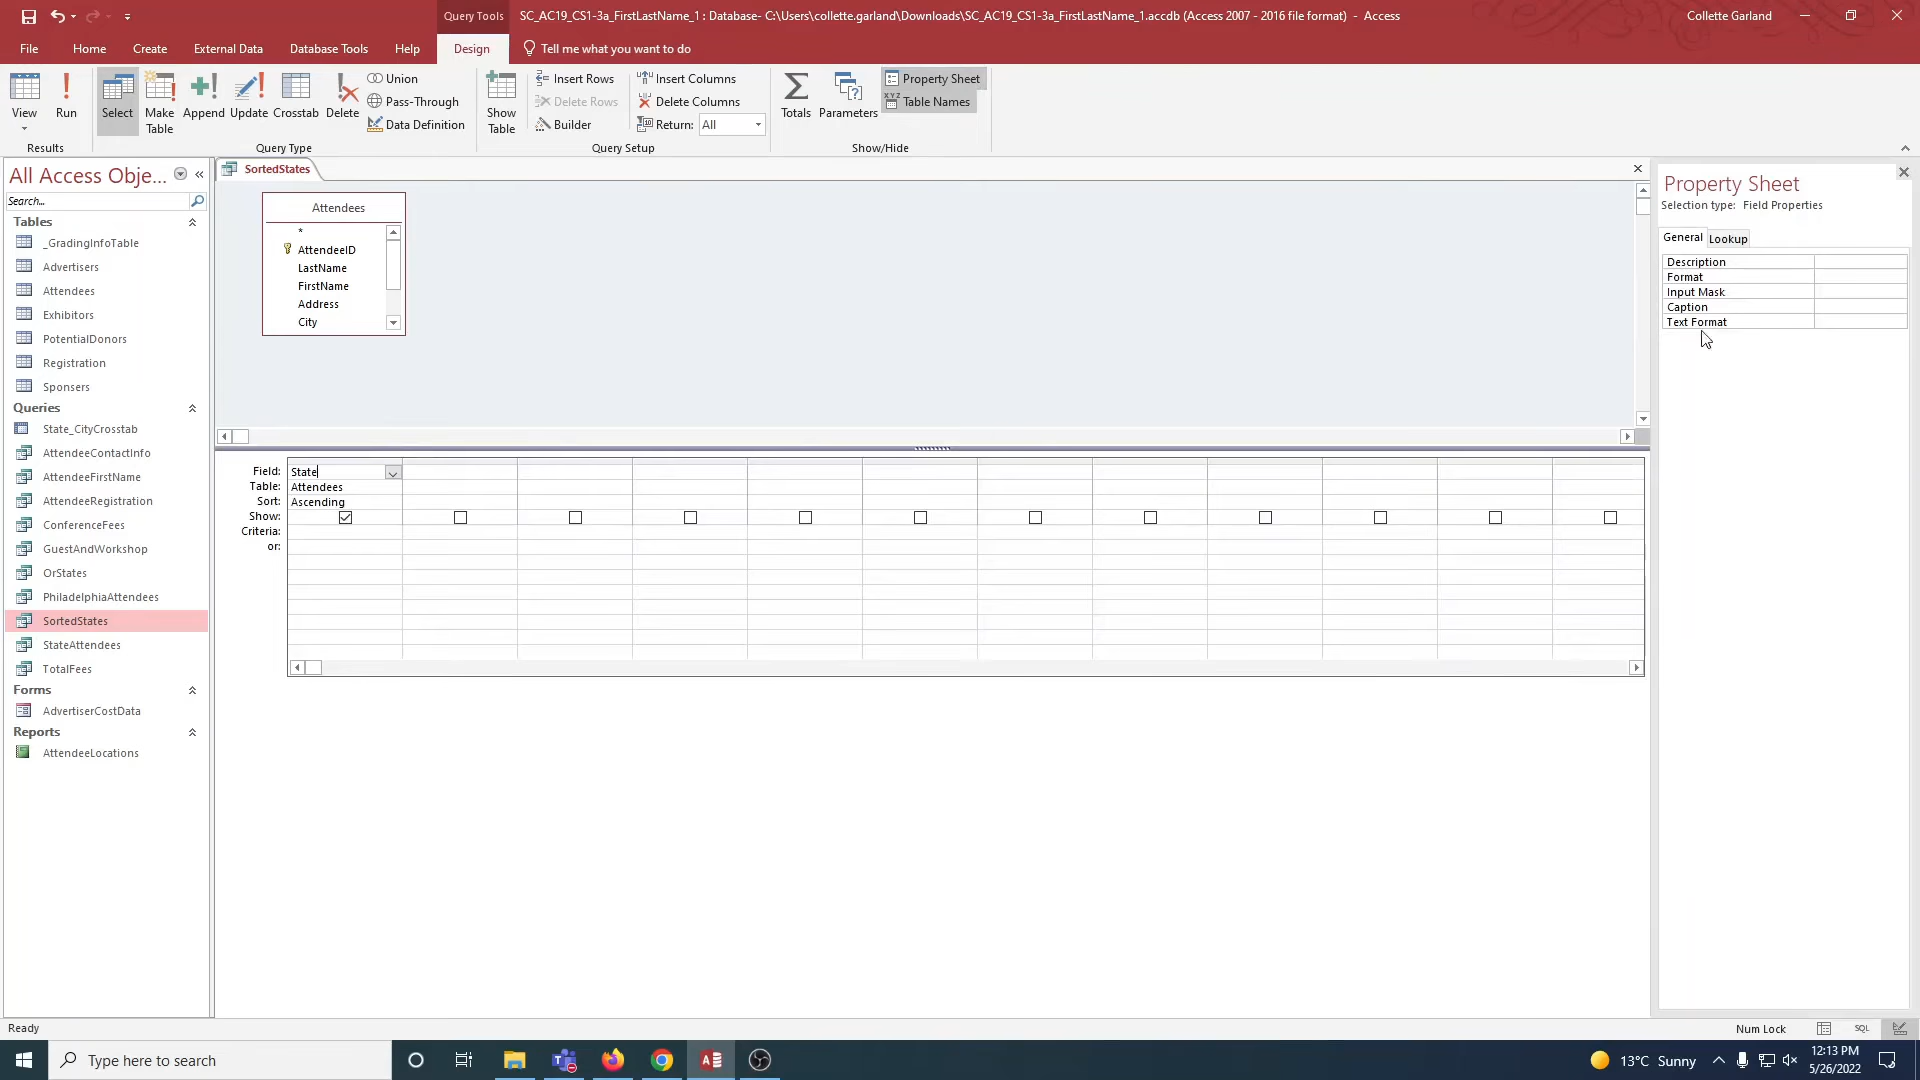 Query Tools
SC_AC19_CS1-3a_FirstLastName_1 : Database- C:\Users\collette.garland\Downloads\SC_AC19_CS1-3a_FirstLastName_1.accdb (Access 2007 - 2016 file format) - Access
Collette Garland
File Home Create External Data Database Tools Help Design Tell me what you want to do
View
Run
Select
Make Table
Append
Update
Crosstab
Delete
Union
Pass-Through
Data Definition
Show Table
Insert Rows
Delete Rows
Builder
Insert Columns
Delete Columns
Return: All
Totals
Parameters
Property Sheet
Table Names
Results
Query Type
Query Setup
Show/Hide
All Access Obje...
Search...
Tables
_GradingInfoTable
Advertisers
Attendees
Exhibitors
PotentialDonors
Registration
Sponsers
Queries
State_CityCrosstab
AttendeeContactInfo
AttendeeFirstName
AttendeeRegistration
ConferenceFees
GuestAndWorkshop
OrStates
PhiladelphiaAttendees
SortedStates
StateAttendees
TotalFees
Forms
AdvertiserCostData
Reports
AttendeeLocations
SortedStates
Attendees
*
AttendeeID
LastName
FirstName
Address
City
Field: State
Table: Attendees
Sort: Ascending
Show:
Criteria:
or:
Property Sheet
Selection type: Field Properties
General Lookup
Description
Format
Input Mask
Caption
Text Format
Ready
Num Lock
SQL
Type here to search
13°C Sunny
12:13 PM
5/26/2022